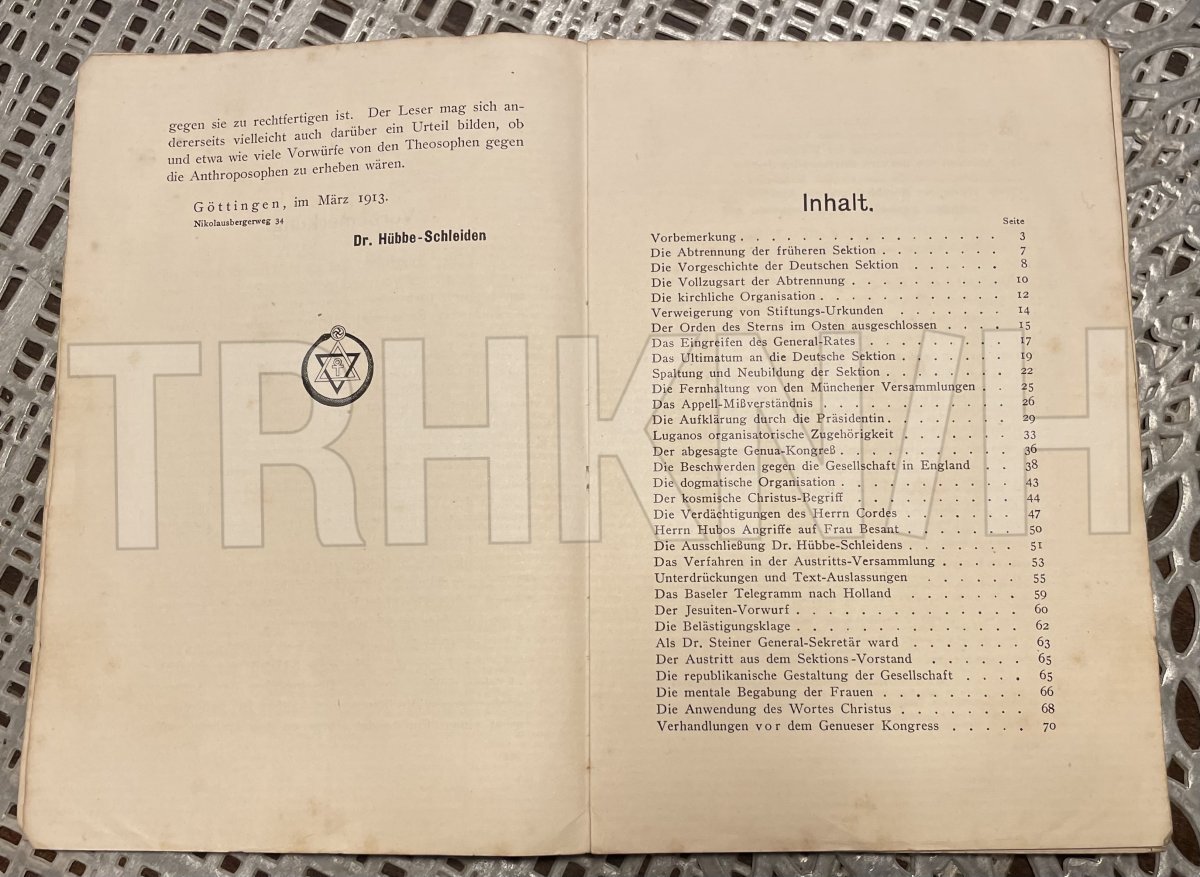 gegen sie zu rechtfertigen ist. Der Leser mag sich an-
dererseits vielleicht auch darüber ein Urteil bilden, ob
und etwa wie viele Vorwürfe von den Theosophen gegen
die Anthroposophen zu erheben wären.
Göttingen, im März 1913.
Nikolausbergerweg 34
Dr. Hübbe-Schleiden
Inhalt.
Seite
Vorbemerkung . . . . . . . . . . . . . . . . 3
Die Abtrennung der früheren Sektion . . . . . . . . 7
Die Vorgeschichte der Deutschen Sektion . . . . . . 8
Die Vollzugsart der Abtrennung . . . . . . . . . . 10
Die kirchliche Organisation . . . . . . . . . . . . 12
Verweigerung von Stiftungs-Urkunden . . . . . . . 14
Der Orden des Sterns im Osten ausgeschlossen . . . . 15
Das Eingreifen des General-Rates . . . . . . . . . 17
Das Ultimatum an die Deutsche Sektion . . . . . . . 19
Spaltung und Neubildung der Sektion . . . . . . . . 22
Die Fernhaltung von den Münchener Versammlungen . . 25
Das Appell-Mißverständnis . . . . . . . . . . . . 26
Die Aufklärung durch die Präsidentin . . . . . . . . 29
Luganos organisatorische Zugehörigkeit . . . . . . . 33
Der abgesagte Genua-Kongreß . . . . . . . . . . . 36
Die Beschwerden gegen die Gesellschaft in England . . 38
Die dogmatische Organisation . . . . . . . . . . . 43
Der kosmische Christus-Begriff . . . . . . . . . . 44
Die Verdächtigungen des Herrn Cordes . . . . . . . 47
Herrn Hubos Angriffe auf Frau Besant . . . . . . . 50
Die Ausschließung Dr. Hübbe-Schleidens . . . . . . . 51
Das Verfahren in der Austritts-Versammlung . . . . . 53
Unterdrückungen und Text-Auslassungen . . . . . . 55
Das Baseler Telegramm nach Holland . . . . . . . 59
Der Jesuiten-Vorwurf . . . . . . . . . . . . . . 60
Die Belästigungsklage . . . . . . . . . . . . . . 62
Als Dr. Steiner General-Sekretär ward . . . . . . . 63
Der Austritt aus dem Sektions-Vorstand . . . . . . 65
Die republikanische Gestaltung der Gesellschaft . . . . 65
Die mentale Begabung der Frauen . . . . . . . . . 66
Die Anwendung des Wortes Christus . . . . . . . . 68
Verhandlungen vor dem Genueser Kongress . . . . . 70
TRHKNVH